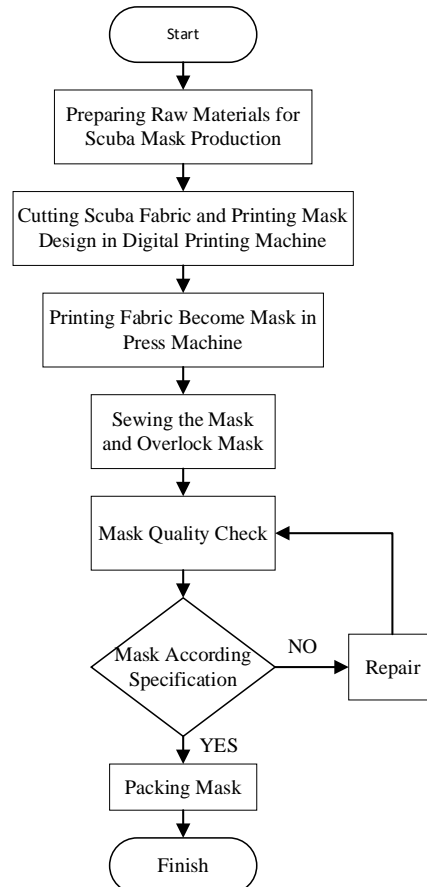 Start
Preparing Raw Materials for
Scuba Mask Production
Cutting Scuba Fabric and Printing Mask
Design in Digital Printing Machine
Printing Fabric Become Mask in
Press Machine
Sewing the Mask
and Overlock Mask
Mask Quality Check
Mask According
Specification
NO
Repair
YES
Packing Mask
Finish